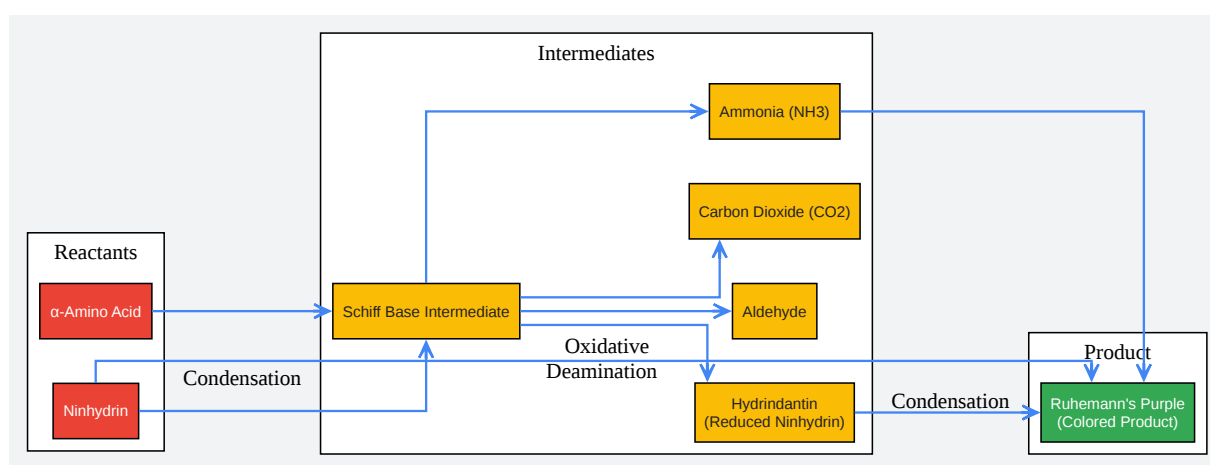 Intermediates
Ammonia (NH3)
Carbon Dioxide (CO2)
Reactants
α-Amino Acid
Schiff Base Intermediate
Aldehyde
Oxidative
Deamination
Product
Condensation
Ninhydrin
Hydrindantin
(Reduced Ninhydrin)
Condensation
Ruhemann's Purple
(Colored Product)